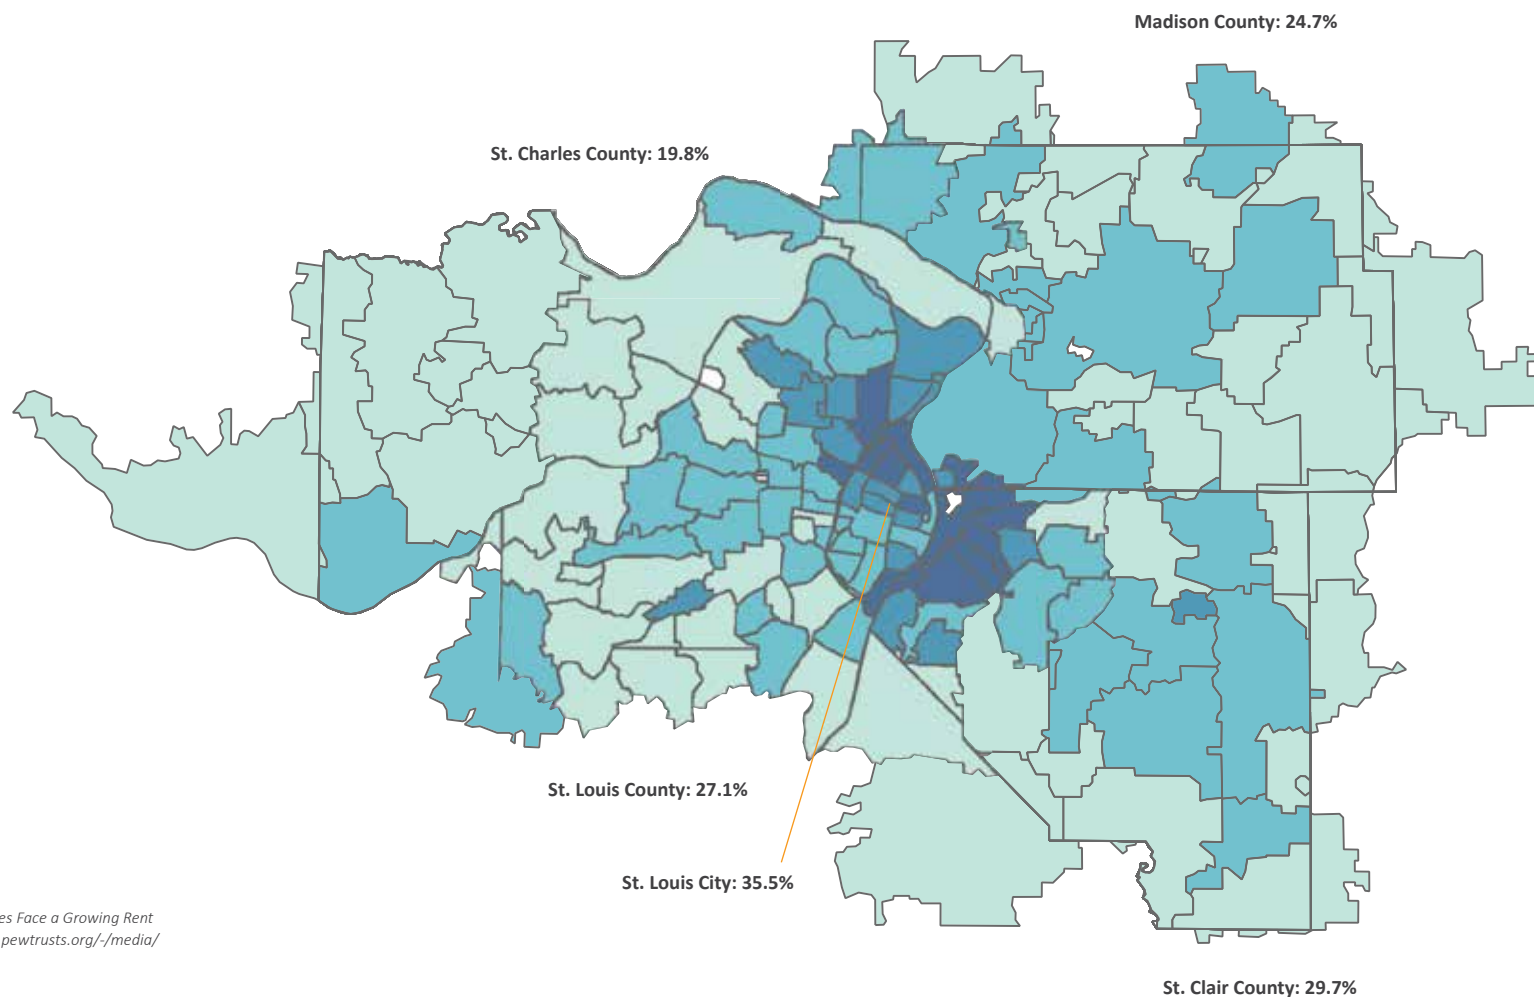 Madison County: 24.7%
St. Charles County: 19.8%
St. Louis County: 27.1%
St. Louis City: 35.5%
es Face a Growing Rent
pewtrusts.org/-/media/
St. Clair County: 29.7%